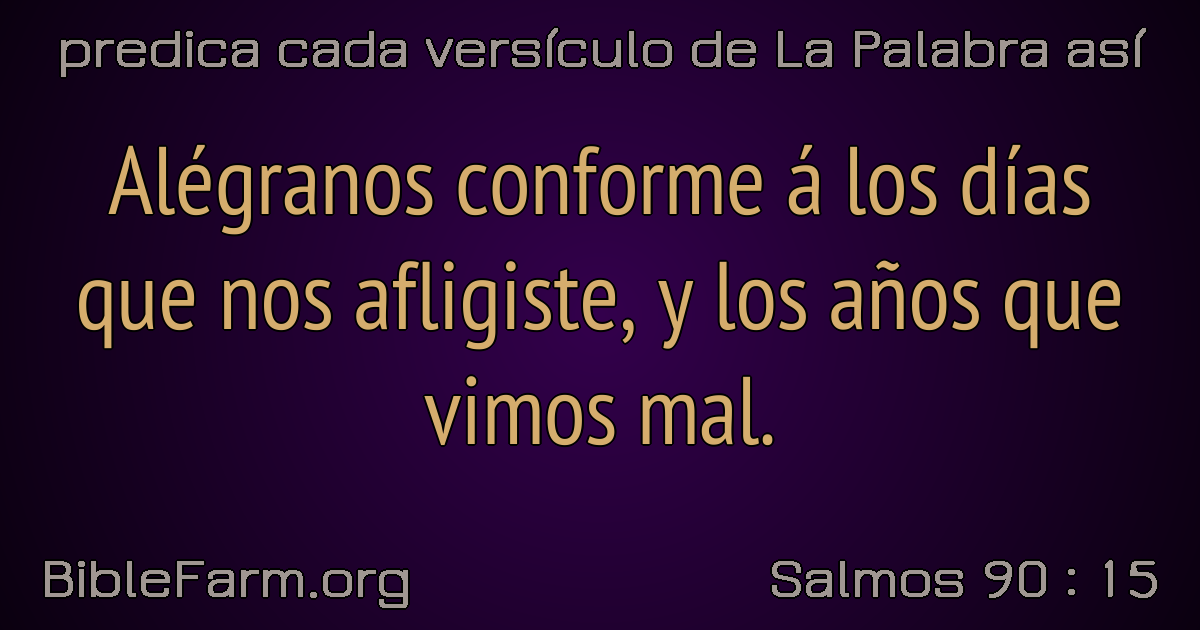 predica cada versículo de La Palabra así
Alégranos conforme á los días
que nos afligiste, y los años que
vimos mal.
BibleFarm.org
Salmos 90 : 15